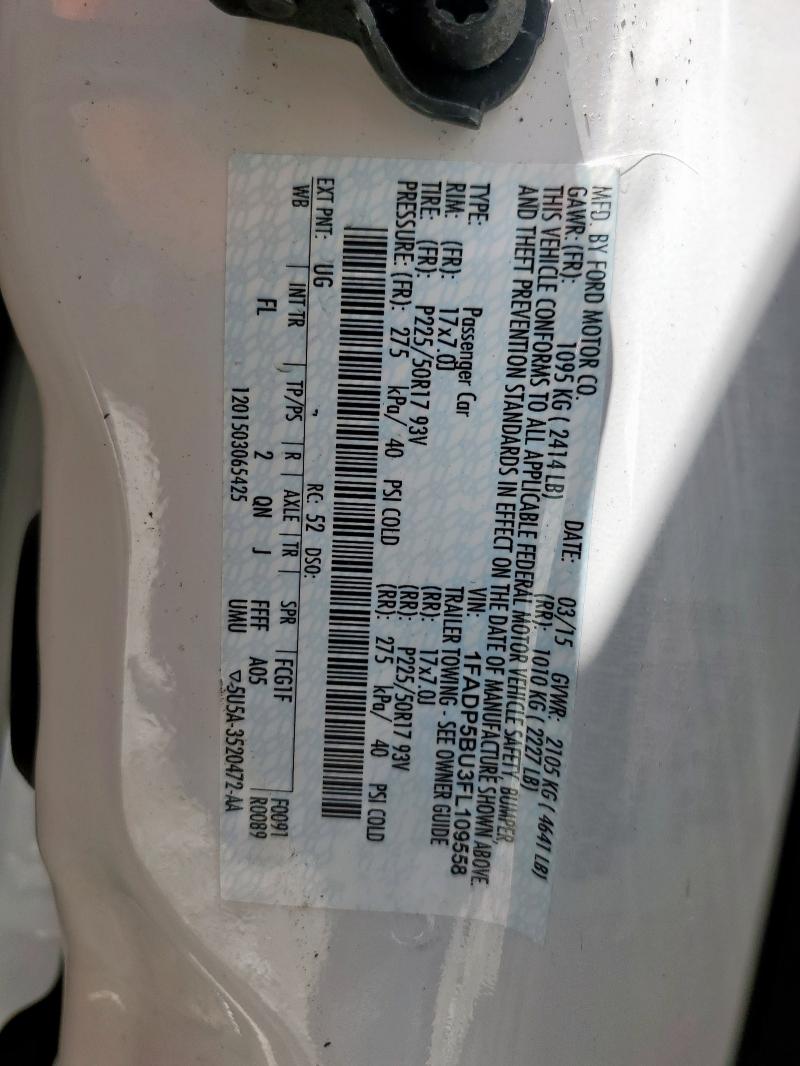 MFD. BY FORD MOTOR CO.
DATE: 03/15 GVWR: 2105 KG ( 4641 LB)
GAWR: (FR): 1095 KG ( 2414 LB) (RR): 1010 KG ( 2227 LB)
THIS VEHICLE CONFORMS TO ALL APPLICABLE FEDERAL MOTOR VEHICLE SAFETY, BUMPER,
AND THEFT PREVENTION STANDARDS IN EFFECT ON THE DATE OF MANUFACTURE SHOWN ABOVE.
VIN: 1FADP5BU3FL109558
TYPE: Passenger Car TRAILER TOWING - SEE OWNER GUIDE
RIM: (FR): 17x7.0J (RR): 17x7.0J
TIRE: (FR): P225/50R17 93V (RR): P225/50R17 93V
PRESSURE: (FR): 275 kPa/ 40 PSI COLD (RR): 275 kPa/ 40 PSI COLD
EXT PNT: UG RC: 52 DSO:
WB | INT TR | TP/PS | R | AXLE | TR | SPR |FCG1F F0091
FL 2 QN J FFFF A05 R0089
1201503065425 UMU ▽5U5A-3520472-AA